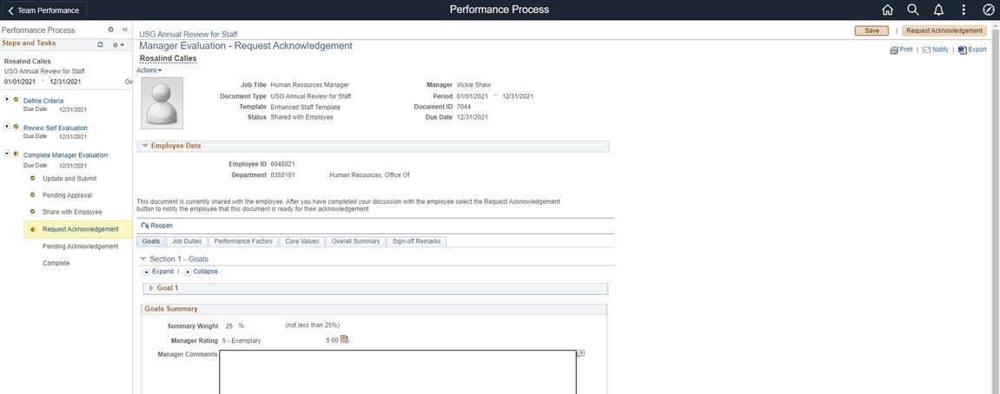 Team Performance
Performance Process
Performance Process
«
Steps and Tasks
Rosalind Calles
USG Annual Review for Staff
01/01/2021 - 12/31/2021 Ov
Define Criteria
Due Date 12/31/2021
Review Self Evaluation
Due Date 12/31/2021
Complete Manager Evaluation
Due Date 12/31/2021
Update and Submit
Pending Approval
Share with Employee
Request Acknowledgement
Pending Acknowledgement
Complete
USG Annual Review for Staff
Save | Request Acknowledgement
Manager Evaluation - Request Acknowledgement
Print | Notify | Export
Rosalind Calles
Actions
Job Title Human Resources Manager Manager Vickie Shaw
Document Type USG Annual Review for Staff Period 01/01/2021 - 12/31/2021
Template Enhanced Staff Template Document ID 7044
Status Shared with Employee Due Date 12/31/2021
Employee Data
Employee ID 0048921
Department 0350101 Human Resources, Office Of
This document is currently shared with the employee. After you have completed your discussion with the employee select the Request Acknowledgement
button to notify the employee that this document is ready for their acknowledgement.
Reopen
Goals Job Duties Performance Factors Core Values Overall Summary Sign-off Remarks
Section 1 - Goals
Expand | Collapse
Goal 1
Goals Summary
Summary Weight 25 % (not less than 25%)
Manager Rating 5 - Exemplary 5.00
Manager Comments